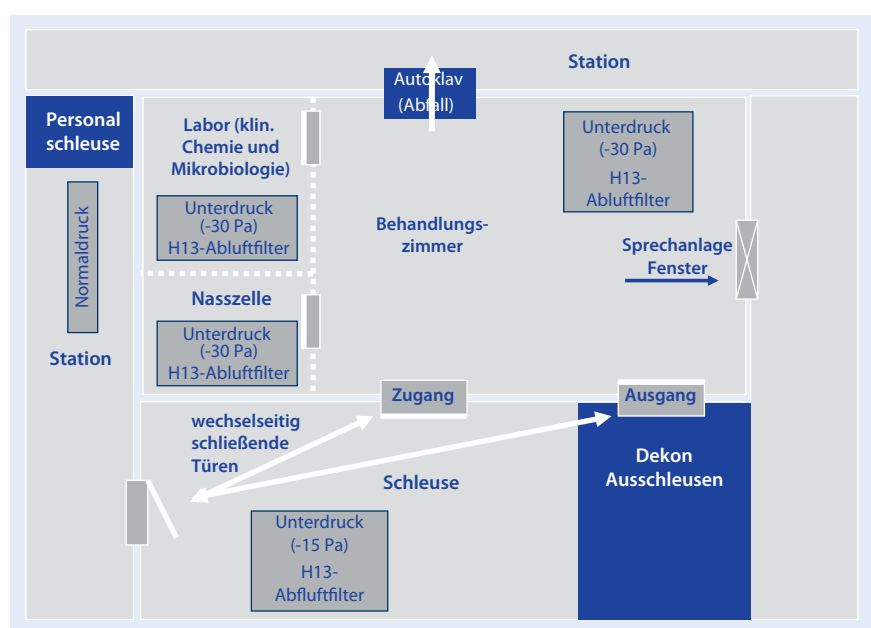 Station
Autoklav
(Abfall)
Personal
schleuse
Labor (klin.
Chemie und
Mikrobiologie)
Unterdruck
(-30 Pa)
H13-
Abluftfilter
Unterdruck
(-30 Pa)
H13-Abluftfilter
Behandlungs-
zimmer
Normaldruck
Sprechanlage
Fenster
Nasszelle
Unterdruck
(-30 Pa)
H13-Abluftfilter
Station
Zugang
Ausgang
wechselseitig
schließende
Türen
Schleuse
Dekon
Ausschleusen
Unterdruck
(-15 Pa)
H13-
Abfluftfilter